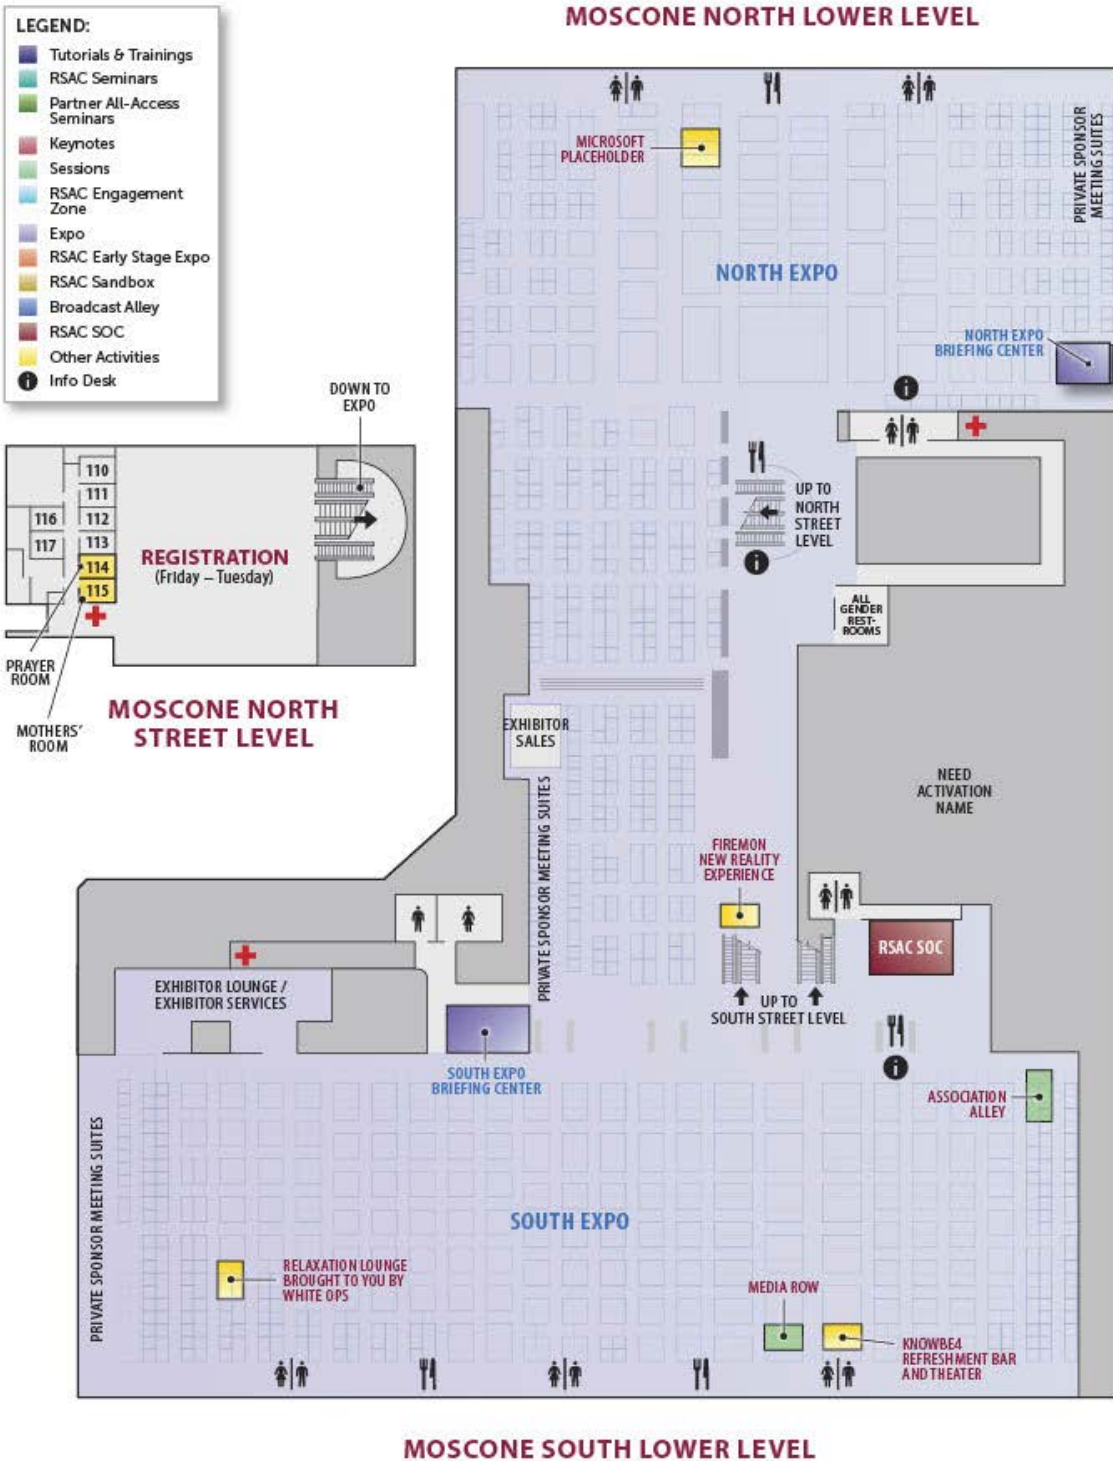 MOSCONE NORTH LOWER LEVEL
LEGEND:
Tutorials & Trainings
RSAC Seminars
Partner All-Access
Seminars
Keynotes
Sessions
RSAC Engagement
Zone
Expo
RSAC Early Stage Expo
RSAC Sandbox
Broadcast Alley
RSAC SOC
Other Activities
i Info Desk
MICROSOFT
PLACEHOLDER
PRIVATE SPONSOR
MEETING SUITES
NORTH EXPO
NORTH EXPO
BRIEFING CENTER
i
DOWN TO
EXPO
110
111
112
113
114
115
116
117
REGISTRATION
(Friday – Tuesday)
PRAYER
ROOM
MOTHERS'
ROOM
MOSCONE NORTH
STREET LEVEL
UP TO
NORTH
STREET
LEVEL
i
ALL
GENDER
REST-
ROOMS
EXHIBITOR
SALES
NEED
ACTIVATION
NAME
PRIVATE SPONSOR MEETING SUITES
FIREMON
NEW REALITY
EXPERIENCE
RSAC SOC
UP TO
SOUTH STREET LEVEL
EXHIBITOR LOUNGE /
EXHIBITOR SERVICES
SOUTH EXPO
BRIEFING CENTER
i
ASSOCIATION
ALLEY
PRIVATE SPONSOR MEETING SUITES
SOUTH EXPO
RELAXATION LOUNGE
BROUGHT TO YOU BY
WHITE OPS
MEDIA ROW
KNOWBE4
REFRESHMENT BAR
AND THEATER
MOSCONE SOUTH LOWER LEVEL